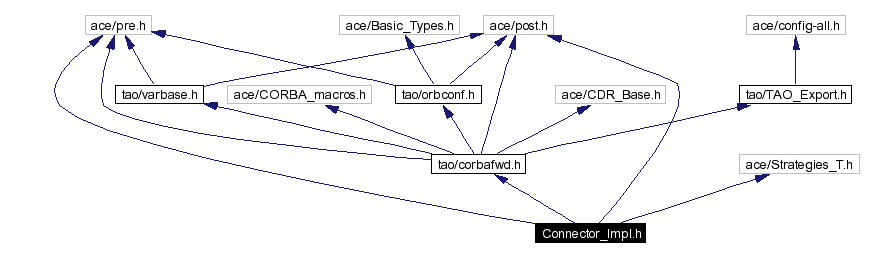 ace/pre.h
ace/Basic_Types.h
ace/post.h
ace/config-all.h
tao/varbase.h
ace/CORBA_macros.h
tao/orbconf.h
ace/CDR_Base.h
tao/TAO_Export.h
tao/corbafwd.h
ace/Strategies_T.h
Connector_Impl.h